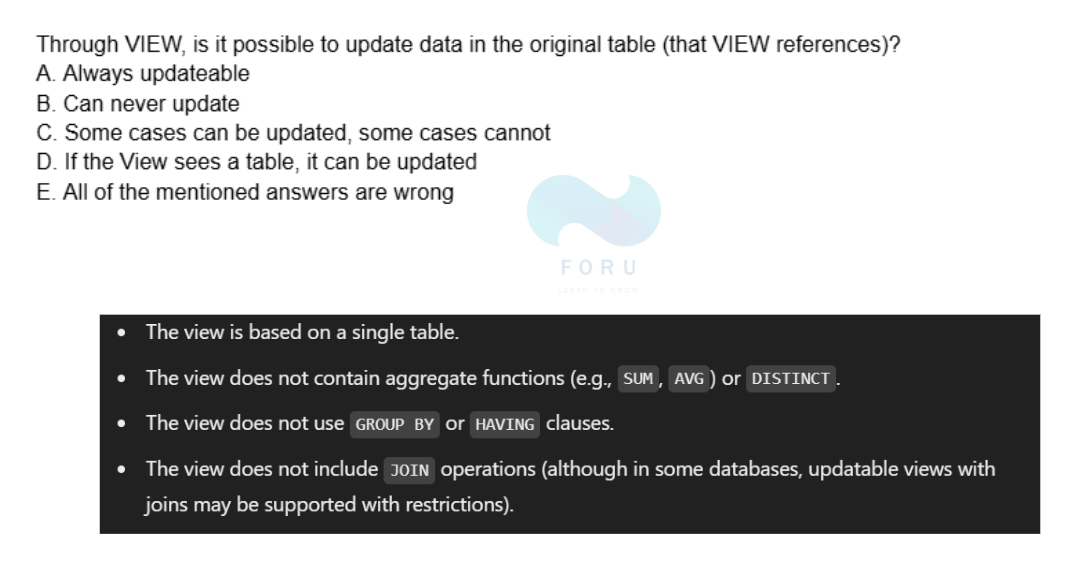 Through VIEW, is it possible to update data in the original table (that VIEW references)?
A. Always updateable
B. Can never update
C. Some cases can be updated, some cases cannot
D. If the View sees a table, it can be updated
E. All of the mentioned answers are wrong
FORU
LEARN TO KNOW
• The view is based on a single table.
• The view does not contain aggregate functions (e.g., SUM, AVG) or DISTINCT.
• The view does not use GROUP BY or HAVING clauses.
• The view does not include JOIN operations (although in some databases, updatable views with
joins may be supported with restrictions).